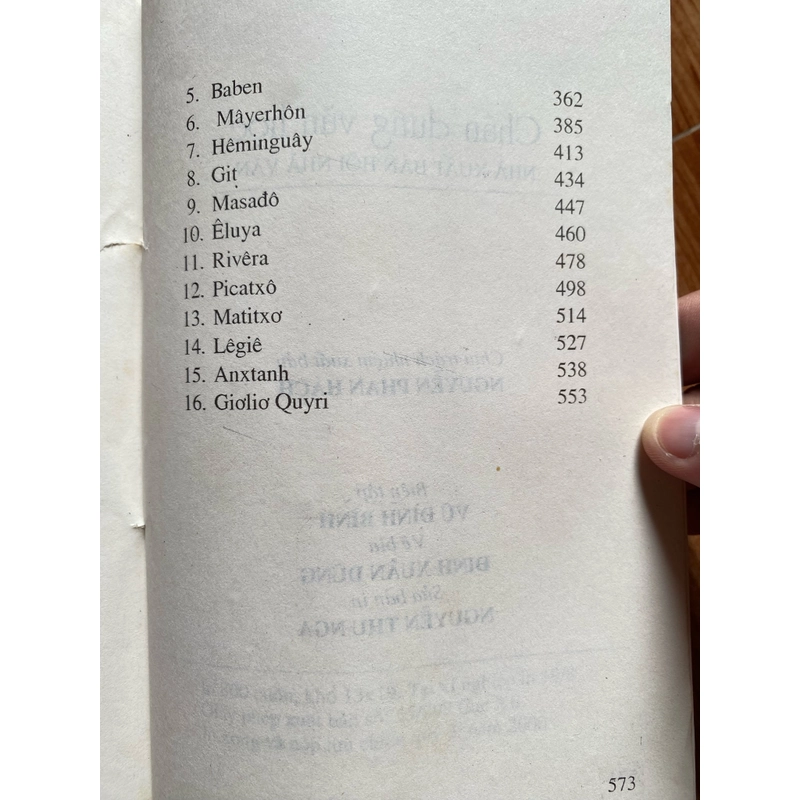 5. Baben 362
6. Mâyerhôn 385
7. Hêminguây 413
8. Giṭ 434
9. Masađô 447
10. Êluya 460
11. Rivêra 478
12. Picatxô 498
13. Matitxơ 514
14. Lêgiê 527
15. Anxtanh 538
16. Giơliơ Quyri 553
573